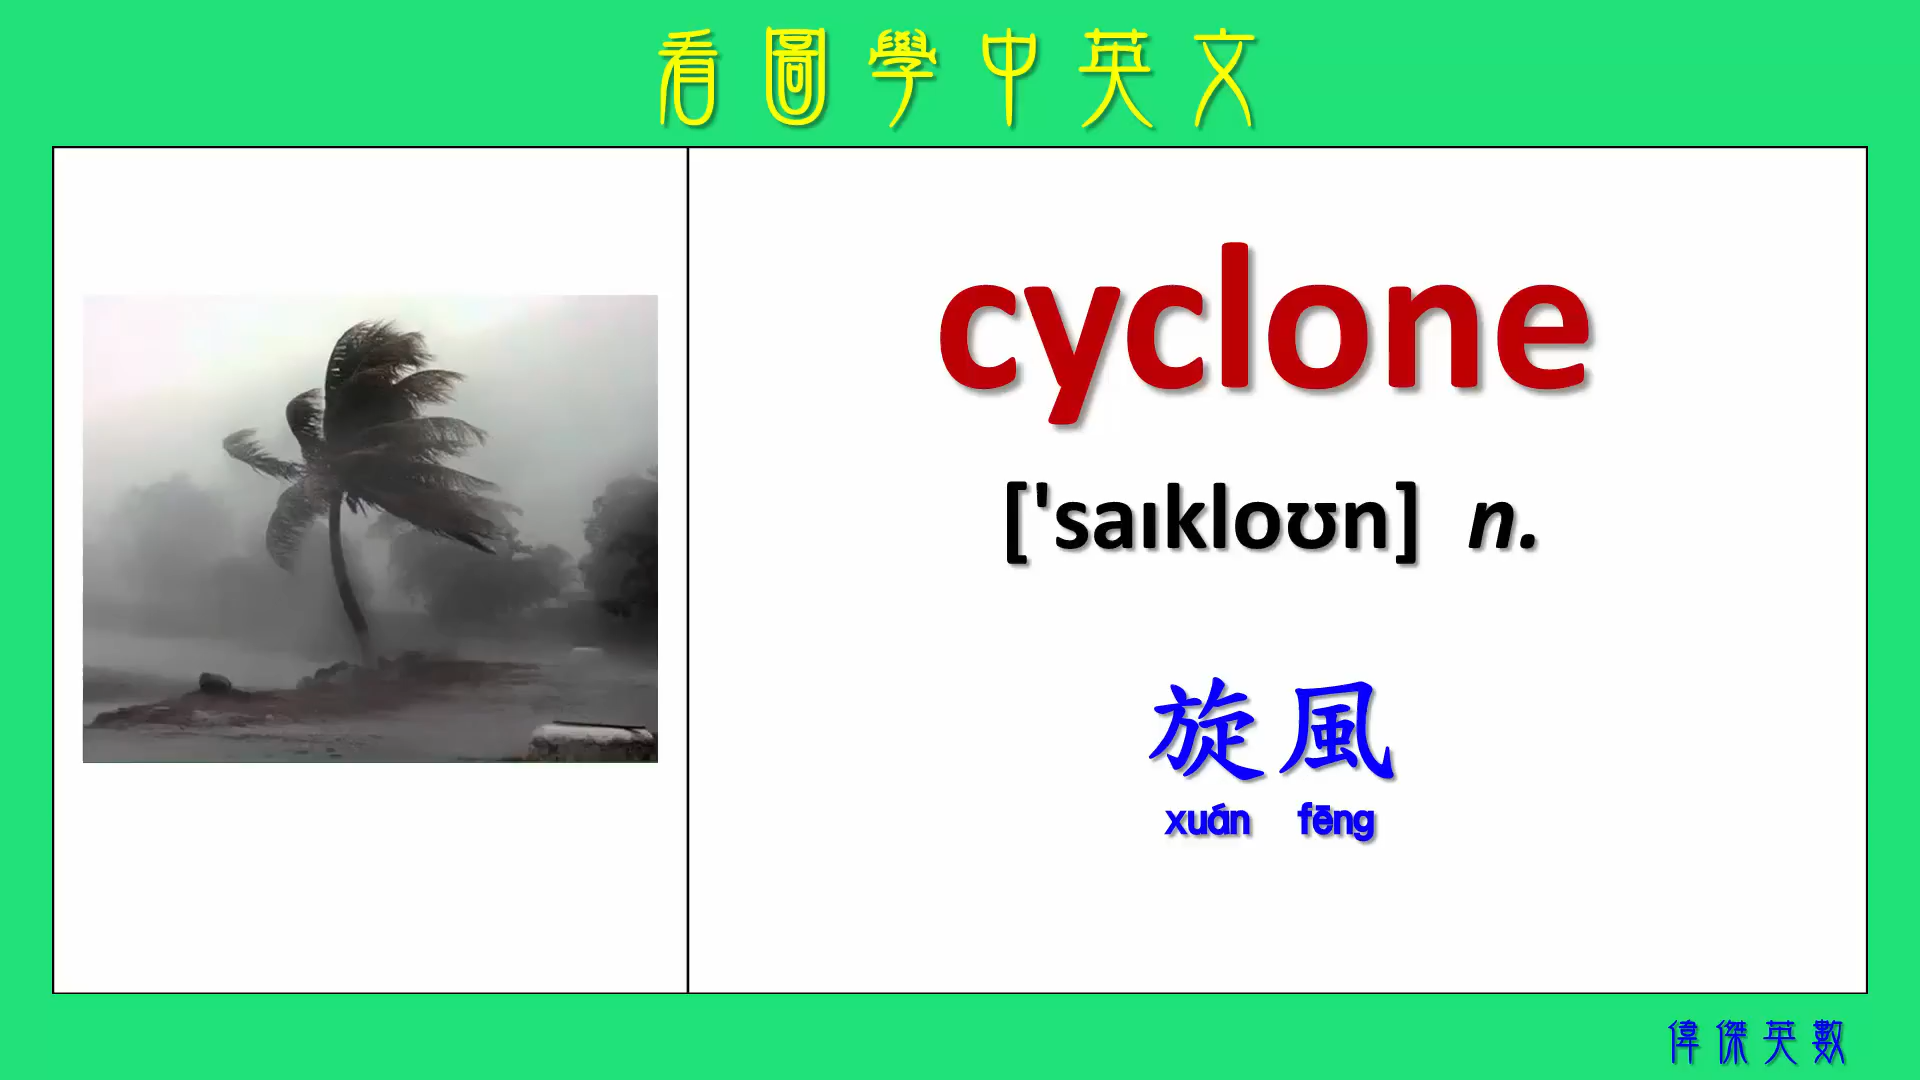 看圖學中英文
cyclone
['saɪkloʊn] n.
旋風
xuán fēng
偉傑英數